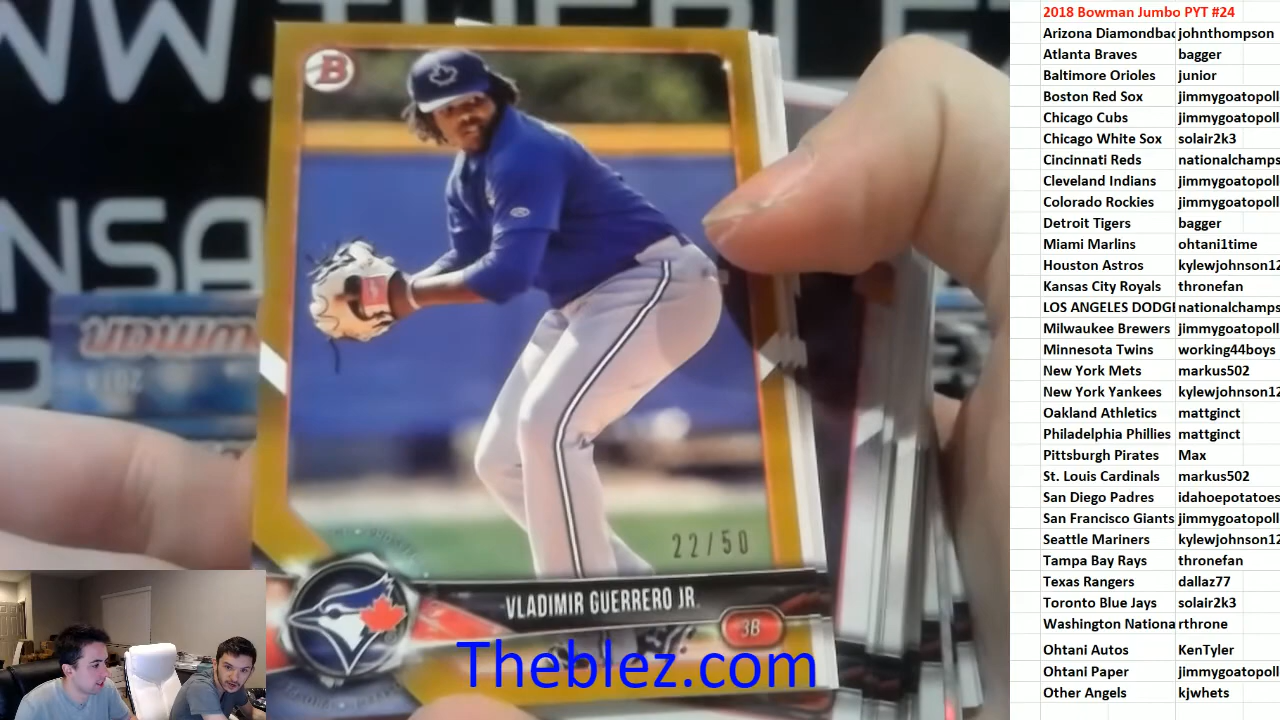 WWW.THEBLE
NSA
B
22/50
VLADIMIR GUERRERO JR.
3B
Theblez.com
2018 Bowman Jumbo PYT #24
Arizona Diamondbac johnthompson
Atlanta Braves bagger
Baltimore Orioles junior
Boston Red Sox jimmygoatopoll
Chicago Cubs jimmygoatopoll
Chicago White Sox solair2k3
Cincinnati Reds nationalchamps
Cleveland Indians jimmygoatopoll
Colorado Rockies jimmygoatopoll
Detroit Tigers bagger
Miami Marlins ohtani1time
Houston Astros kylewjohnson12
Kansas City Royals thronefan
LOS ANGELES DODGE nationalchamps
Milwaukee Brewers jimmygoatopoll
Minnesota Twins working44boys
New York Mets markus502
New York Yankees kylewjohnson12
Oakland Athletics mattginct
Philadelphia Phillies mattginct
Pittsburgh Pirates Max
St. Louis Cardinals markus502
San Diego Padres idahoepotatoes
San Francisco Giants jimmygoatopoll
Seattle Mariners kylewjohnson12
Tampa Bay Rays thronefan
Texas Rangers dallaz77
Toronto Blue Jays solair2k3
Washington Nationa rthrone
Ohtani Autos KenTyler
Ohtani Paper jimmygoatopoll
Other Angels kjwhets